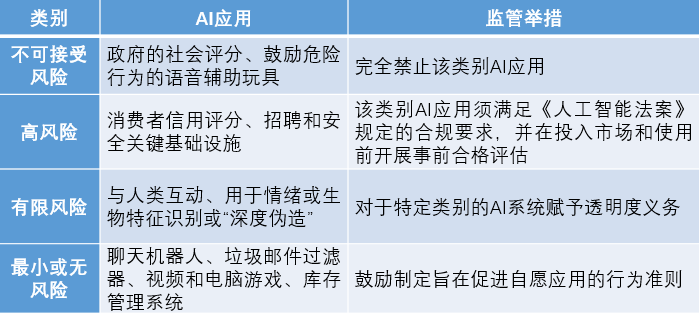 类别 AI应用 监管举措
不可接受 政府的社会评分、鼓励危险
风险 行为的语音辅助玩具 完全禁止该类别AI应用
高风险 消费者信用评分、招聘和安
全关键基础设施
该类别AI应用须满足《人工智能法案》
规定的合规要求，并在投入市场和使用
前开展事前合格评估
有限风险 与人类互动、用于情绪或生
物特征识别或“深度伪造”
对于特定类别的AI系统赋予透明度义务
最小或无
风险
聊天机器人、垃圾邮件过滤
器、视频和电脑游戏、库存
管理系统
鼓励制定旨在促进自愿应用的行为准则